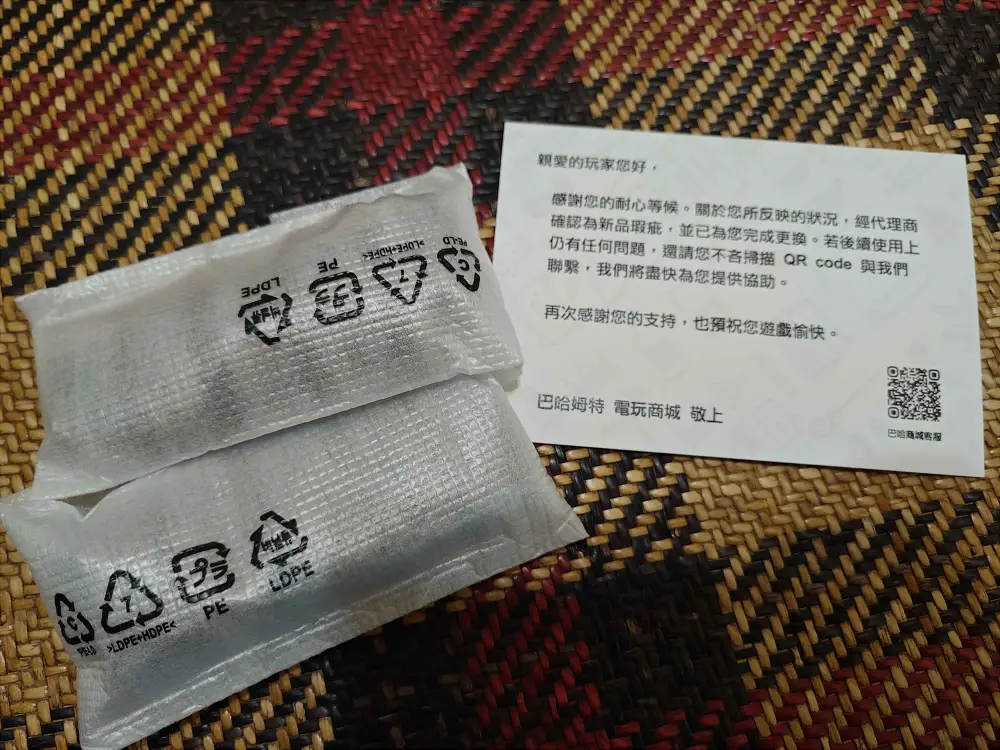 親愛的玩家您好，
感謝您的耐心等候。關於您所反映的狀況，經代理商
確認為新品瑕疵，並已為您完成更換。若後續使用上
仍有任何問題，還請您不吝掃描 QR code 與我們
聯繫，我們將盡快為您提供協助。
再次感謝您的支持，也預祝您遊戲愉快。
巴哈姆特 電玩商城 敬上
巴哈商城客服
PE-LD
>LDPE+HDPE<
PE
LDPE
7
LDPE
PE
7
>LDPE+HDPE<
PE-LD